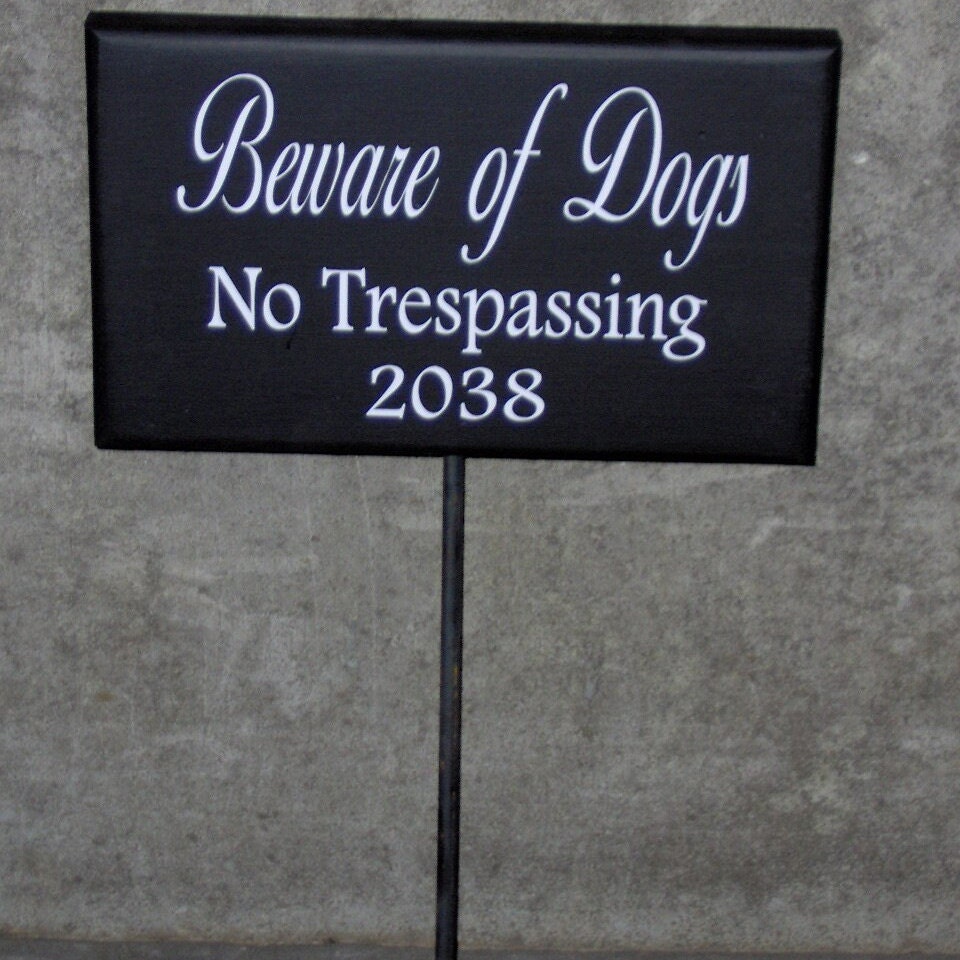 Beware of Dogs
No Trespassing
2038